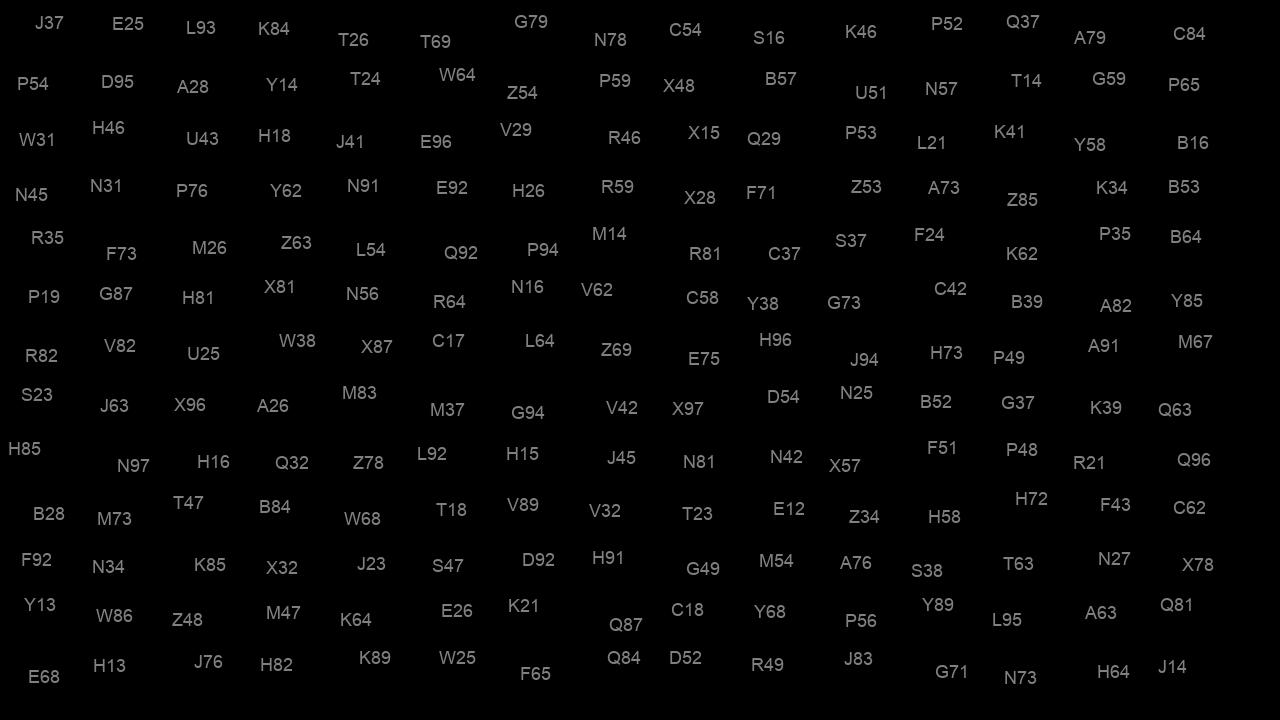 J37 E25 L93 K84 T26 T69 G79 N78 C54 S16 K46 P52 Q37 A79 C84
P54 D95 A28 Y14 T24 W64 Z54 P59 X48 B57 U51 N57 T14 G59 P65
W31 H46 U43 H18 J41 E96 V29 R46 X15 Q29 P53 L21 K41 Y58 B16
N45 N31 P76 Y62 N91 E92 H26 R59 X28 F71 Z53 A73 Z85 K34 B53
R35 F73 M26 Z63 L54 Q92 P94 M14 R81 C37 S37 F24 K62 P35 B64
P19 G87 H81 X81 N56 R64 N16 V62 C58 Y38 G73 C42 B39 A82 Y85
R82 V82 U25 W38 X87 C17 L64 Z69 E75 H96 J94 H73 P49 A91 M67
S23 J63 X96 A26 M83 M37 G94 V42 X97 D54 N25 B52 G37 K39 Q63
H85 N97 H16 Q32 Z78 L92 H15 J45 N81 N42 X57 F51 P48 R21 Q96
B28 M73 T47 B84 W68 T18 V89 V32 T23 E12 Z34 H58 H72 F43 C62
F92 N34 K85 X32 J23 S47 D92 H91 G49 M54 A76 S38 T63 N27 X78
Y13 W86 Z48 M47 K64 E26 K21 Q87 C18 Y68 P56 Y89 L95 A63 Q81
E68 H13 J76 H82 K89 W25 F65 Q84 D52 R49 J83 G71 N73 H64 J14